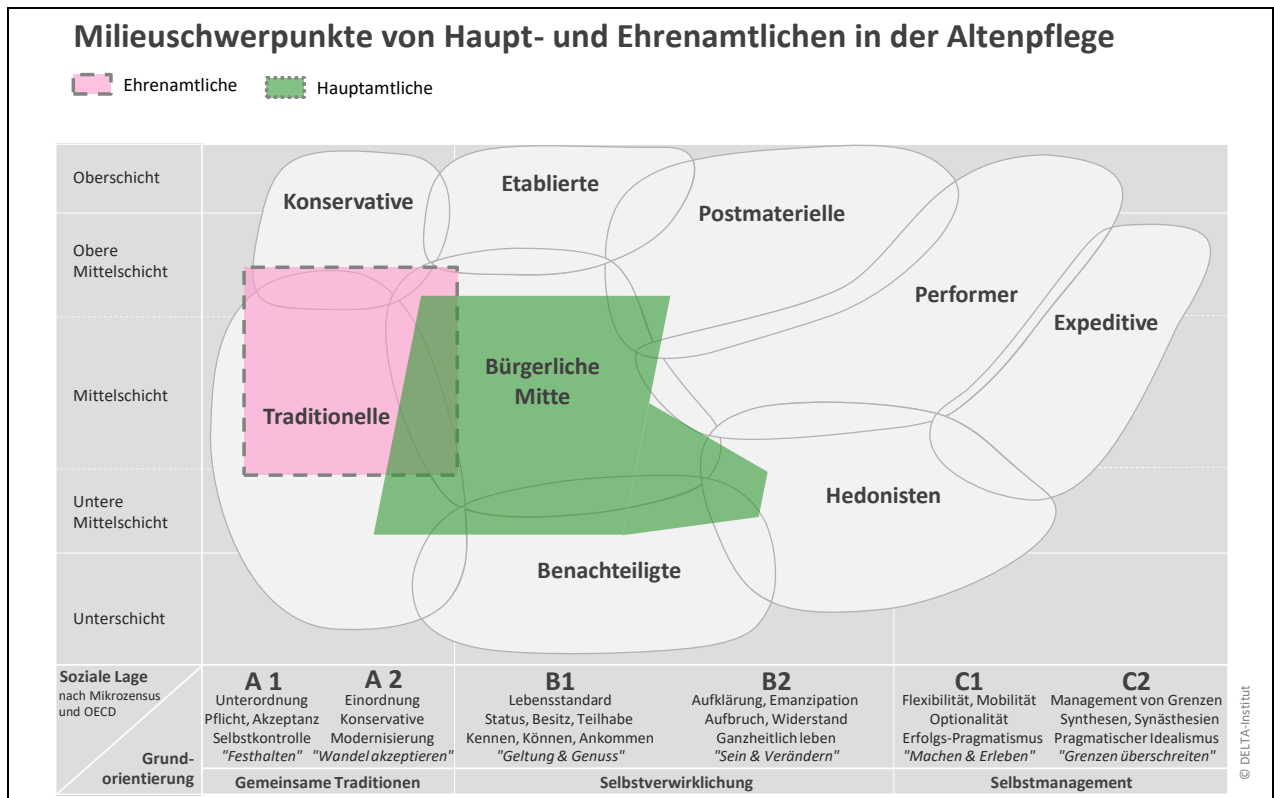 Milieuschwerpunkte von Haupt- und Ehrenamtlichen in der Altenpflege
Ehrenamtliche
Hauptamtliche
Oberschicht
Obere
Mittelschicht
Mittelschicht
Untere
Mittelschicht
Unterschicht
Konservative
Etablierte
Postmaterielle
Performer
Expeditive
Bürgerliche
Mitte
Traditionelle
Hedonisten
Benachteiligte
Soziale Lage
nach Mikrozensus
und OECD
Grund-
orientierung
A 1
Unterordnung
Pflicht, Akzeptanz
Selbstkontrolle
"Festhalten"
A 2
Einordnung
Konservative
Modernisierung
"Wandel akzeptieren"
B1
Lebensstandard
Status, Besitz, Teilhabe
Kennen, Können, Ankommen
"Geltung & Genuss"
B2
Aufklärung, Emanzipation
Aufbruch, Widerstand
Ganzheitlich leben
"Sein & Verändern"
C1
Flexibilität, Mobilität
Optionalität
Erfolgs-Pragmatismus
"Machen & Erleben"
C2
Management von Grenzen
Synthesen, Synästhesien
Pragmatischer Idealismus
"Grenzen überschreiten"
Gemeinsame Traditionen
Selbstverwirklichung
Selbstmanagement
© DELTA-Institut